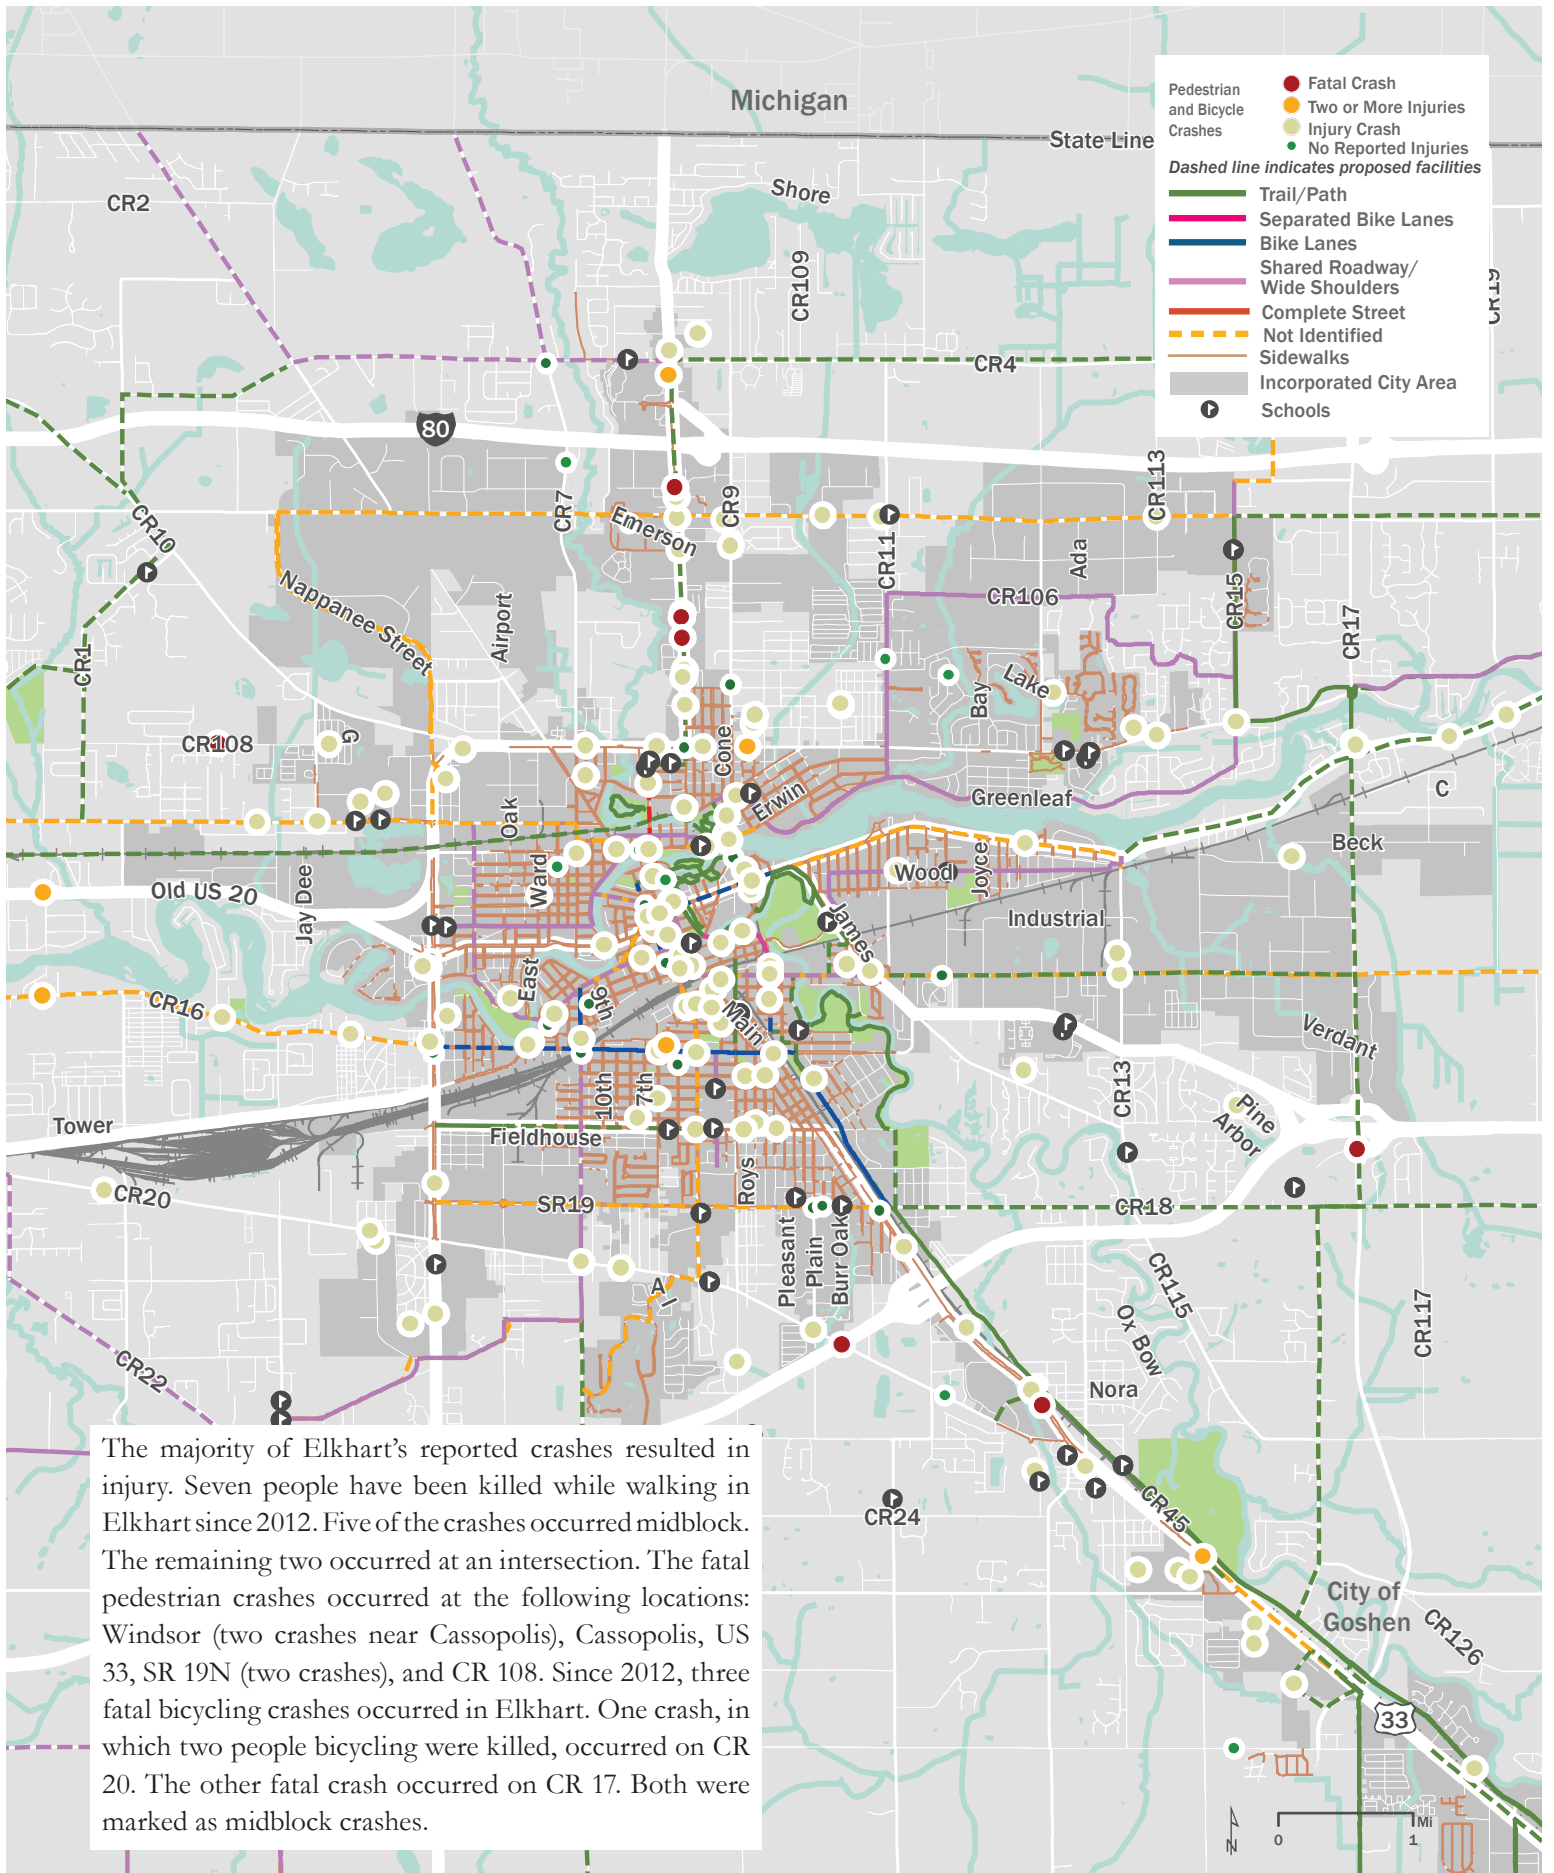 Michigan
State Line
Pedestrian
and Bicycle
Crashes
Fatal Crash
Two or More Injuries
Injury Crash
No Reported Injuries
Dashed line indicates proposed facilities
Trail/Path
Separated Bike Lanes
Bike Lanes
Shared Roadway/
Wide Shoulders
Complete Street
Not Identified
Sidewalks
Incorporated City Area
Schools
CR2
Shore
CR109
CR19
CR4
80
CR7
CR9
CR113
CR10
Emerson
CR11
Ada
CR15
CR17
CR106
Nappanee Street
Airport
CR1
Lake
Bay
CR108
G
Cone
Erwin
Greenleaf
C
Oak
Beck
Ward
Wood
Joyce
Old US 20
Jay Dee
James
Industrial
East
9th
CR16
Main
Verdant
10th
7th
CR13
Pine
Arbor
Tower
Fieldhouse
Roys
CR20
SR19
CR18
Pleasant
Plain
Burr Oak
A
I
CR115
CR117
Ox Bow
CR22
Nora
CR24
CR45
City of
Goshen
CR126
33
The majority of Elkhart's reported crashes resulted in
injury. Seven people have been killed while walking in
Elkhart since 2012. Five of the crashes occurred midblock.
The remaining two occurred at an intersection. The fatal
pedestrian crashes occurred at the following locations:
Windsor (two crashes near Cassopolis), Cassopolis, US
33, SR 19N (two crashes), and CR 108. Since 2012, three
fatal bicycling crashes occurred in Elkhart. One crash, in
which two people bicycling were killed, occurred on CR
20. The other fatal crash occurred on CR 17. Both were
marked as midblock crashes.
N
Mi
0
1